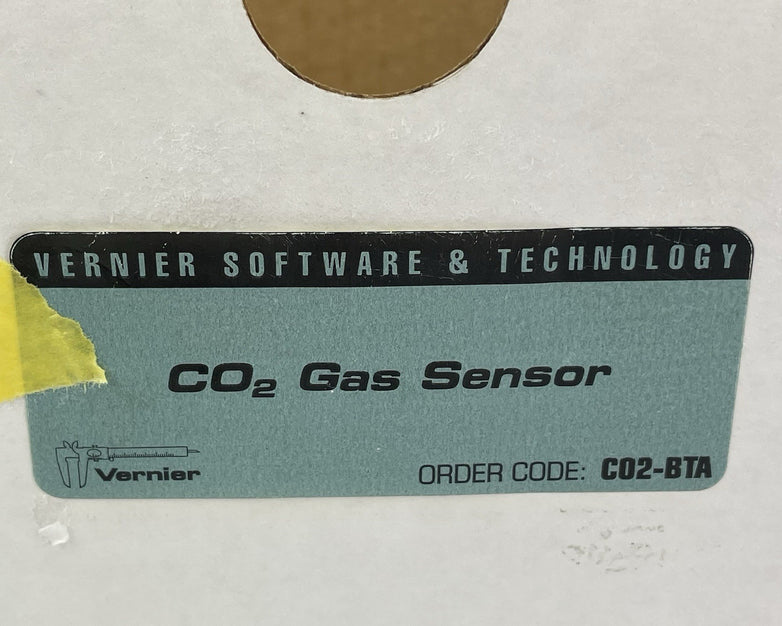 VERNIER SOFTWARE & TECHNOLOGY
CO₂ Gas Sensor
Vernier
ORDER CODE: CO2-BTA